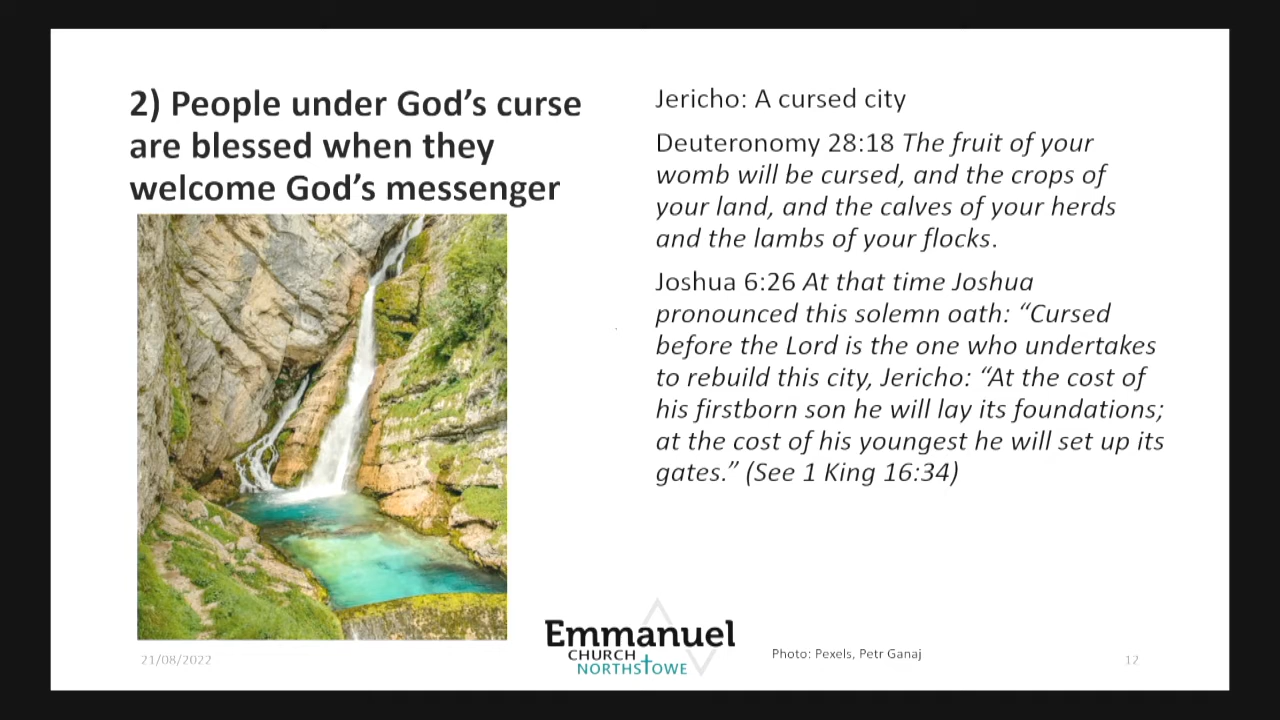 2) People under God’s curse
are blessed when they
welcome God’s messenger
Jericho: A cursed city
Deuteronomy 28:18 The fruit of your
womb will be cursed, and the crops of
your land, and the calves of your herds
and the lambs of your flocks.
Joshua 6:26 At that time Joshua
pronounced this solemn oath: “Cursed
before the Lord is the one who undertakes
to rebuild this city, Jericho: “At the cost of
his firstborn son he will lay its foundations;
at the cost of his youngest he will set up its
gates.” (See 1 King 16:34)
21/08/2022
Emmanuel
CHURCH
NORTHSTOWE
Photo: Pexels, Petr Ganaj
12